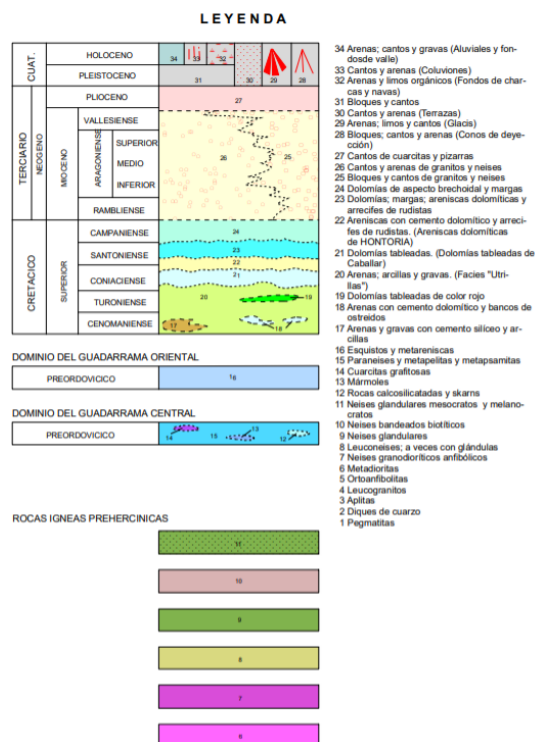 LEYENDA
CUAT.
HOLOCENO
34
33
32
PLEISTOCENO
31
30
29
28
TERCIARIO
NEOGENO
PLIOCENO
27
MIOCENO
VALLESIENSE
ARAGONIENSE
SUPERIOR
MEDIO
INFERIOR
26
25
RAMBLIENSE
CRETACICO
SUPERIOR
CAMPANIENSE
24
SANTONIENSE
23
22
CONIACIENSE
21
TURONIENSE
20
19
CENOMANIENSE
17
18
DOMINIO DEL GUADARRAMA ORIENTAL
PREORDOVICICO
16
DOMINIO DEL GUADARRAMA CENTRAL
PREORDOVICICO
14
15
13
12
ROCAS IGNEAS PREHERCINICAS
11
10
9
8
7
6
34 Arenas; cantos y gravas (Aluviales y fon-
dosde valle)
33 Cantos y arenas (Coluviones)
32 Arenas y limos orgánicos (Fondos de char-
cas y navas)
31 Bloques y cantos
30 Cantos y arenas (Terrazas)
29 Arenas; limos y cantos (Glacis)
28 Bloques; cantos y arenas (Conos de deye-
cción)
27 Cantos de cuarcitas y pizarras
26 Cantos y arenas de granitos y neises
25 Bloques y cantos de granitos y neises
24 Dolomías de aspecto brechoidal y margas
23 Dolomías; margas; areniscas dolomíticas y
arrecifes de rudistas
22 Areniscas con cemento dolomítico y arreci-
fes de rudistas. (Areniscas dolomíticas
de HONTORIA)
21 Dolomías tableadas. (Dolomías tableadas de
Caballar)
20 Arenas; arcillas y gravas. (Facies "Utri-
llas")
19 Dolomías tableadas de color rojo
18 Arenas con cemento dolomítico y bancos de
ostreidos
17 Arenas y gravas con cemento silíceo y ar-
cillas
16 Esquistos y metareniscas
15 Paraneises y metapelitas y metapsamitas
14 Cuarcitas grafitosas
13 Mármoles
12 Rocas calcosilicatadas y skarns
11 Neises glandulares mesocratos y melano-
cratos
10 Neises bandeados biotíticos
9 Neises glandulares
8 Leuconeises; a veces con glándulas
7 Neises granodioríticos anfibólicos
6 Metadioritas
5 Ortoanfibolitas
4 Leucogranitos
3 Aplitas
2 Diques de cuarzo
1 Pegmatitas